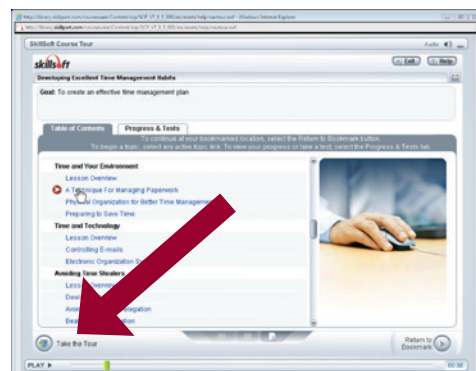 SkillSoft Course Tour
Audio
skillsoft
Exit
Help
Developing Excellent Time Management Habits
Goal: To create an effective time management plan
Table of Contents
Progress & Tests
To continue at your bookmarked location, select the Return to Bookmark button.
To begin a topic, select any active topic link. To view your progress or take a test, select the Progress & Tests tab.
Time and Your Environment
Lesson Overview
A Technique For Managing Paperwork
Physical Organization for Better Time Management
Preparing to Save Time
Time and Technology
Lesson Overview
Controlling E-mails
Electronic Organization
Avoiding Time Stealers
Lesson Overview
Take the Tour
Return to
Bookmark
PLAY